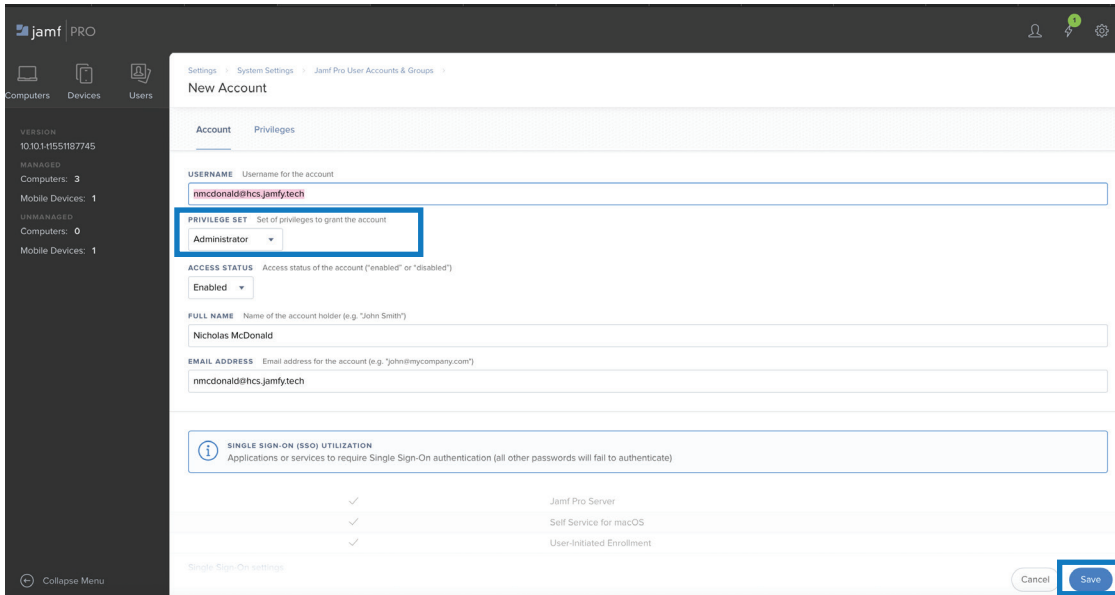 jamf PRO
1
Computers Devices Users
VERSION
10.10.1-t1551187745
MANAGED
Computers: 3
Mobile Devices: 1
UNMANAGED
Computers: 0
Mobile Devices: 1
Collapse Menu
Settings System Settings Jamf Pro User Accounts & Groups
New Account
Account Privileges
USERNAME Username for the account
nmcdonald@hcs.jamfy.tech
PRIVILEGE SET Set of privileges to grant the account
Administrator
ACCESS STATUS Access status of the account ("enabled" or "disabled")
Enabled
FULL NAME Name of the account holder (e.g. "John Smith")
Nicholas McDonald
EMAIL ADDRESS Email address for the account (e.g. "john@mycompany.com")
nmcdonald@hcs.jamfy.tech
SINGLE SIGN-ON (SSO) UTILIZATION
Applications or services to require Single Sign-On authentication (all other passwords will fail to authenticate)
Jamf Pro Server
Self Service for macOS
User-Initiated Enrollment
Single Sign-On settings
Cancel Save